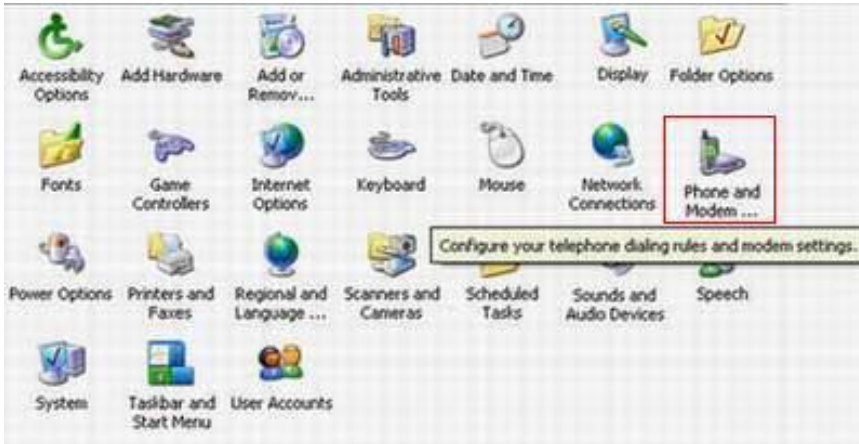 Accessibility Options
Add Hardware
Add or Remov...
Administrative Tools
Date and Time
Display
Folder Options
Fonts
Game Controllers
Internet Options
Keyboard
Mouse
Network Connections
Phone and Modem ...
Configure your telephone dialing rules and modem settings.
Power Options
Printers and Faxes
Regional and Language ...
Scanners and Cameras
Scheduled Tasks
Sounds and Audio Devices
Speech
System
Taskbar and Start Menu
User Accounts